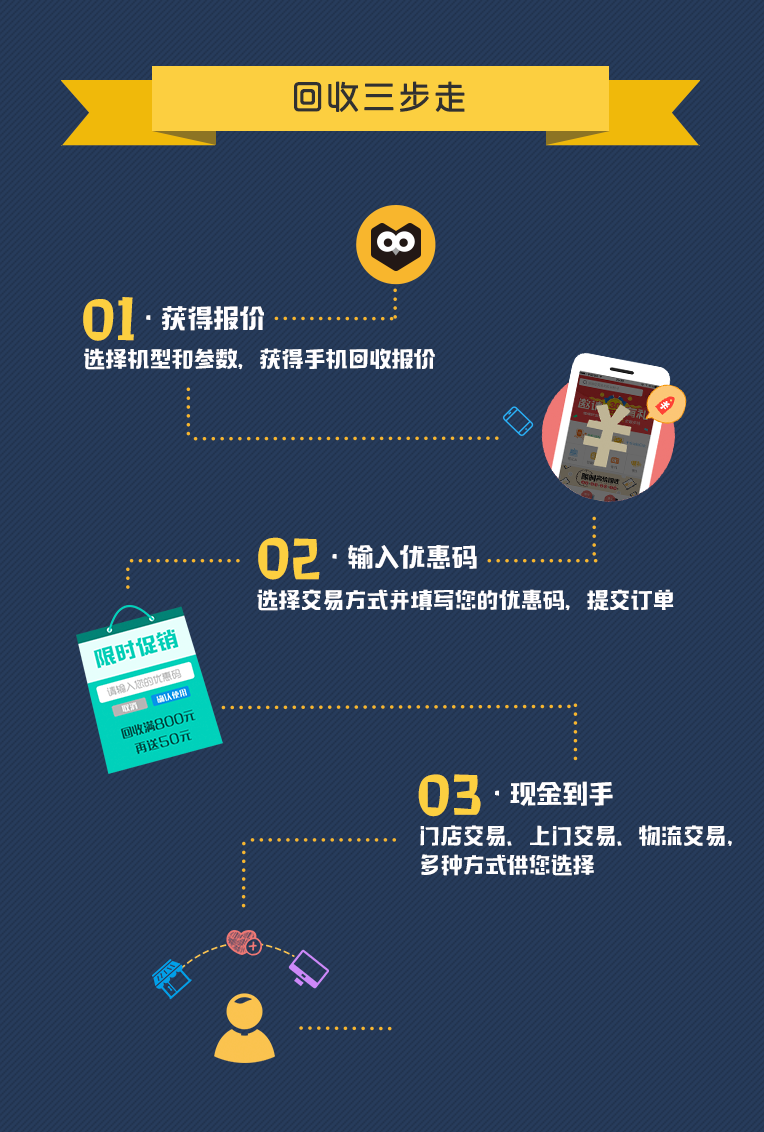 回收三步走
01·获得报价
选择机型和参数，获得手机回收报价
¥
02·输入优惠码
选择交易方式并填写您的优惠码，提交订单
限时促销
请输入您的优惠码
取消 确认使用
回收满800元
再送50元
03·现金到手
门店交易、上门交易、物流交易，
多种方式供您选择